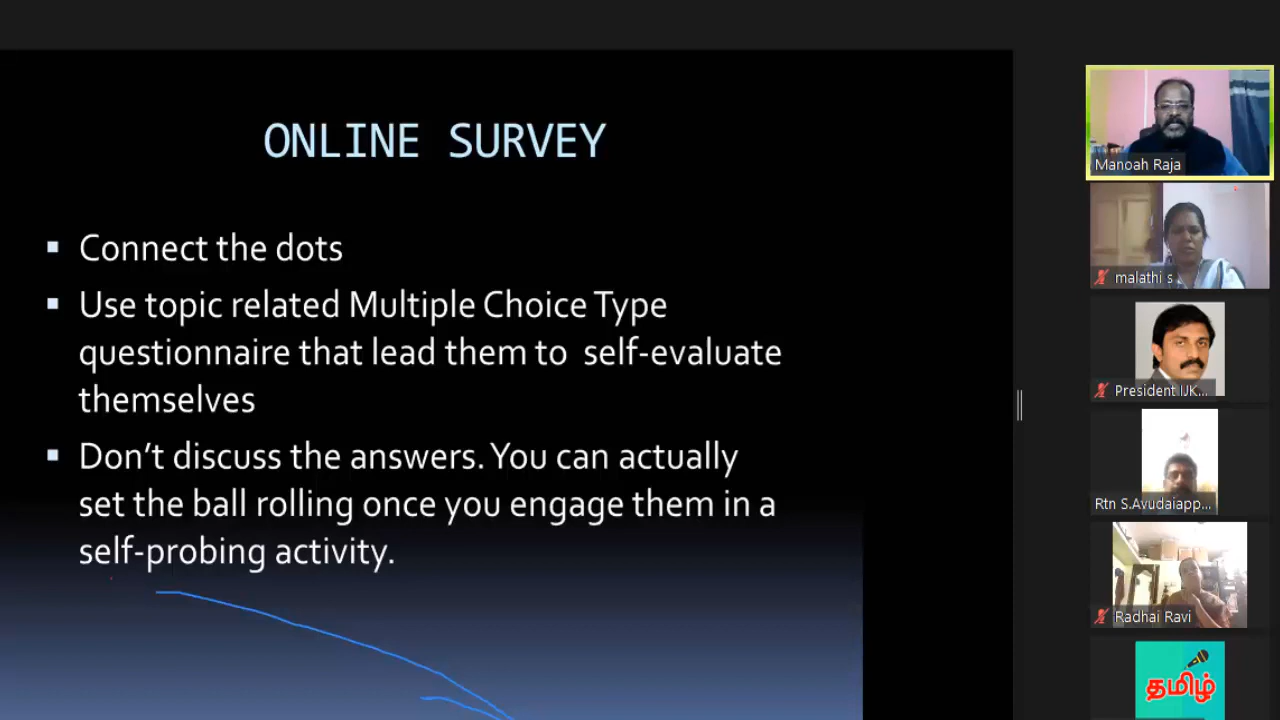 ONLINE SURVEY
Connect the dots
Use topic related Multiple Choice Type
questionnaire that lead them to self-evaluate
themselves
Don't discuss the answers. You can actually
set the ball rolling once you engage them in a
self-probing activity.
Manoah Raja
malathi s
President IJK...
Rtn S.Avudaiapp...
Radhai Ravi
தமிழ்